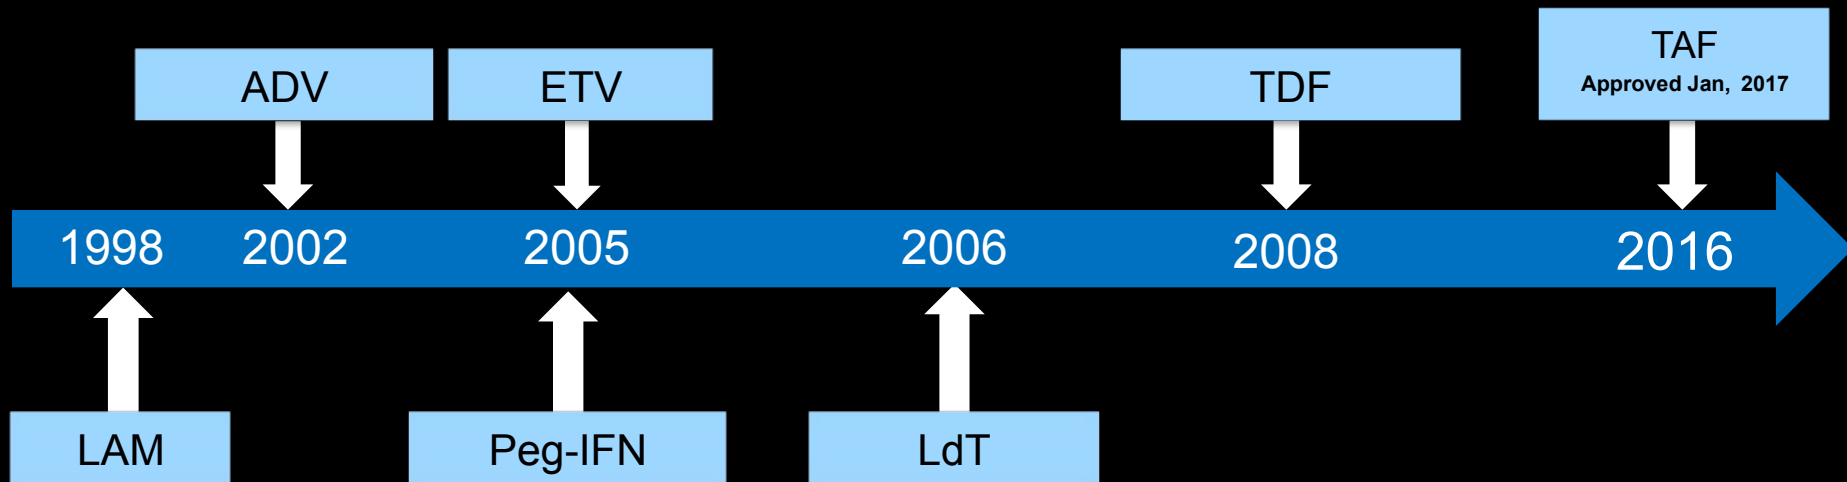 TAF
Approved Jan, 2017
ADV
ETV
TDF
1998
2002
2005
2006
2008
2016
LAM
Peg-IFN
LdT